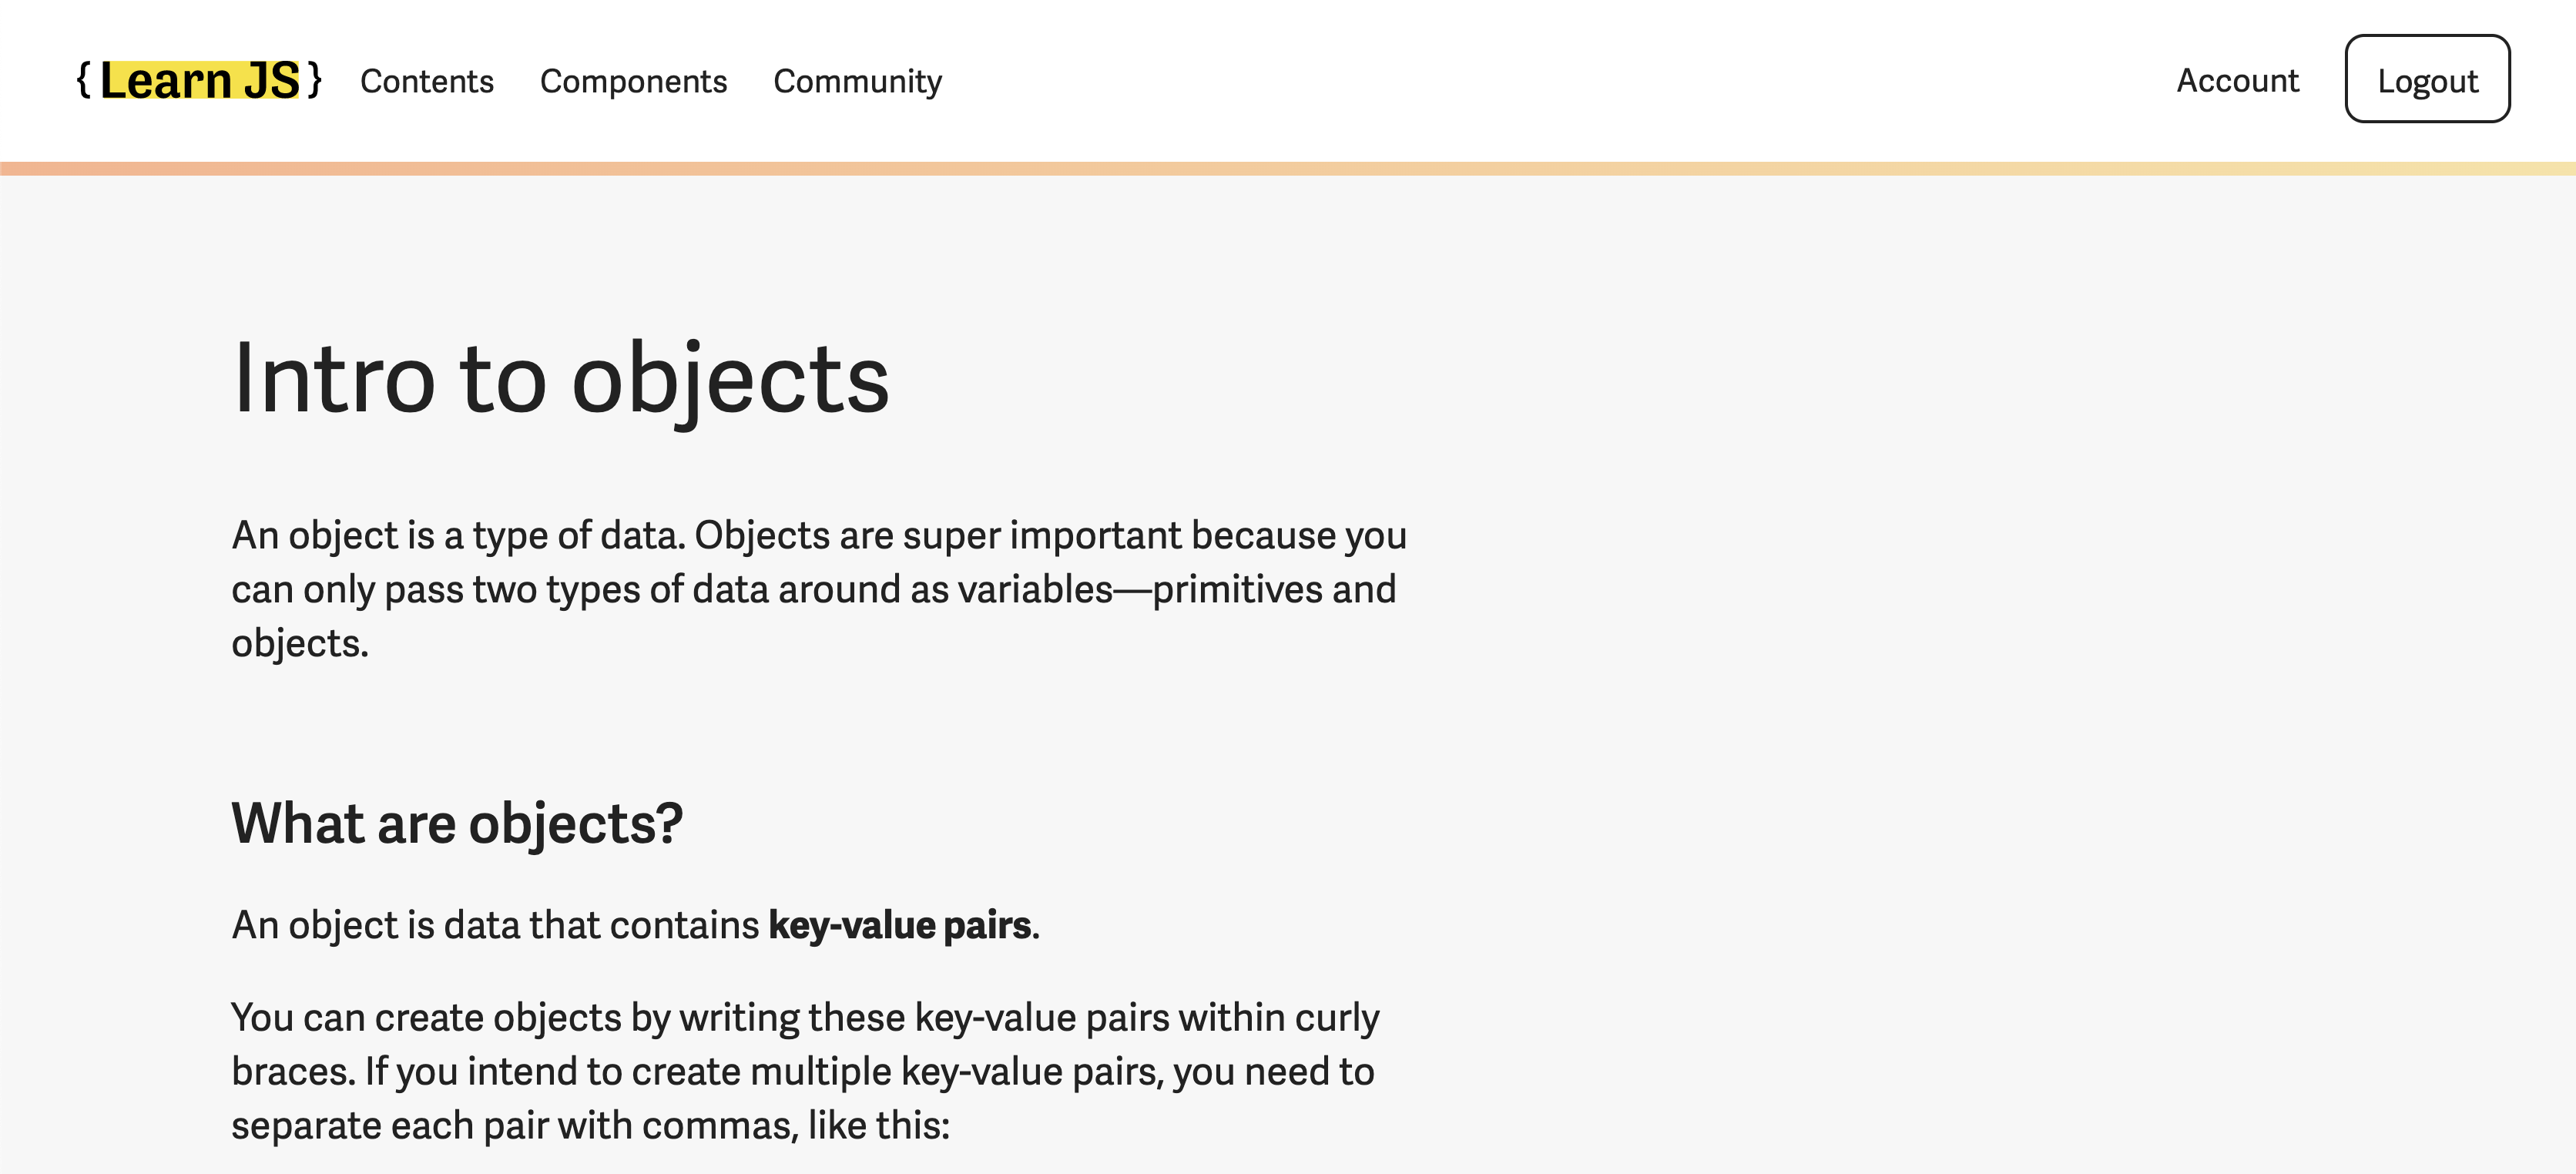 { Learn JS } Contents Components Community Account Logout
Intro to objects
An object is a type of data. Objects are super important because you
can only pass two types of data around as variables—primitives and
objects.
What are objects?
An object is data that contains key-value pairs.
You can create objects by writing these key-value pairs within curly
braces. If you intend to create multiple key-value pairs, you need to
separate each pair with commas, like this: